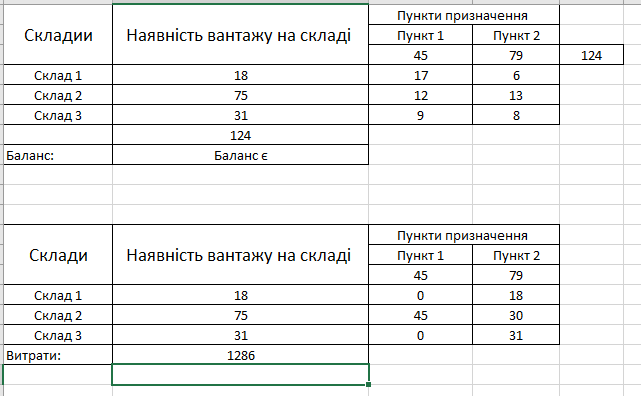 Пункти призначення
Складии Наявність вантажу на складі Пункт 1 Пункт 2
45 79 124
Склад 1 18 17 6
Склад 2 75 12 13
Склад 3 31 9 8
124
Баланс: Баланс є
Пункти призначення
Склади Наявність вантажу на складі Пункт 1 Пункт 2
45 79
Склад 1 18 0 18
Склад 2 75 45 30
Склад 3 31 0 31
Витрати: 1286